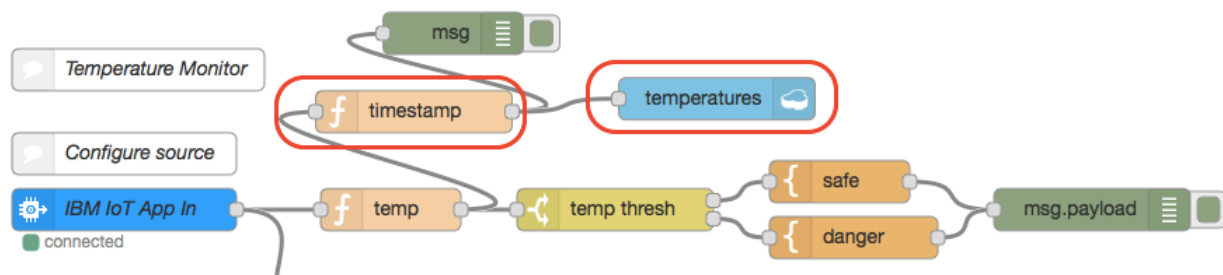 msg
Temperature Monitor
timestamp
temperatures
Configure source
IBM IoT App In
temp
temp thresh
safe
danger
msg.payload
connected